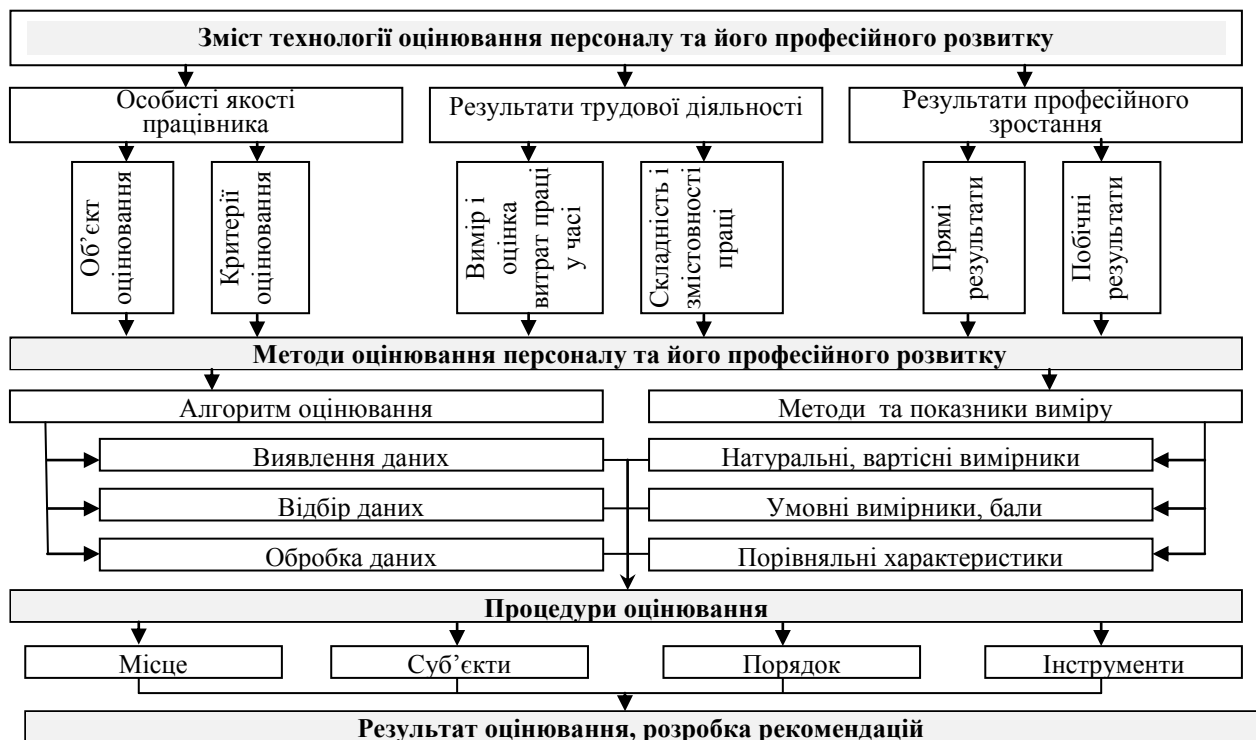 Зміст технології оцінювання персоналу та його професійного розвитку
Особисті якості
працівника
Результати трудової діяльності
Результати професійного
зростання
Об’єкт
оцінювання
Критерії
оцінювання
Вимір і
оцінка
витрат праці
у часі
Складність і
змістовності
праці
Прямі
результати
Побічні
результати
Методи оцінювання персоналу та його професійного розвитку
Алгоритм оцінювання
Методи та показники виміру
Виявлення даних
Натуральні, вартісні вимірники
Відбір даних
Умовні вимірники, бали
Обробка даних
Порівняльні характеристики
Процедури оцінювання
Місце
Суб’єкти
Порядок
Інструменти
Результат оцінювання, розробка рекомендацій